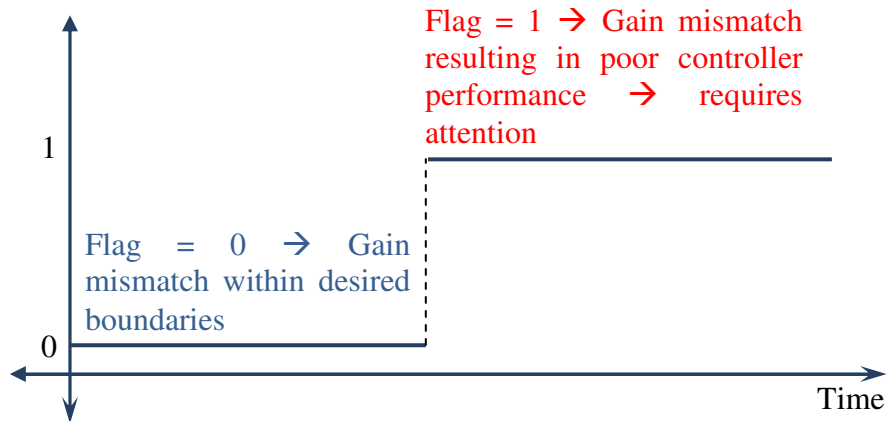 Flag = 1 → Gain mismatch
resulting in poor controller
performance → requires
attention
1
Flag = 0 → Gain
mismatch within desired
boundaries
0
Time